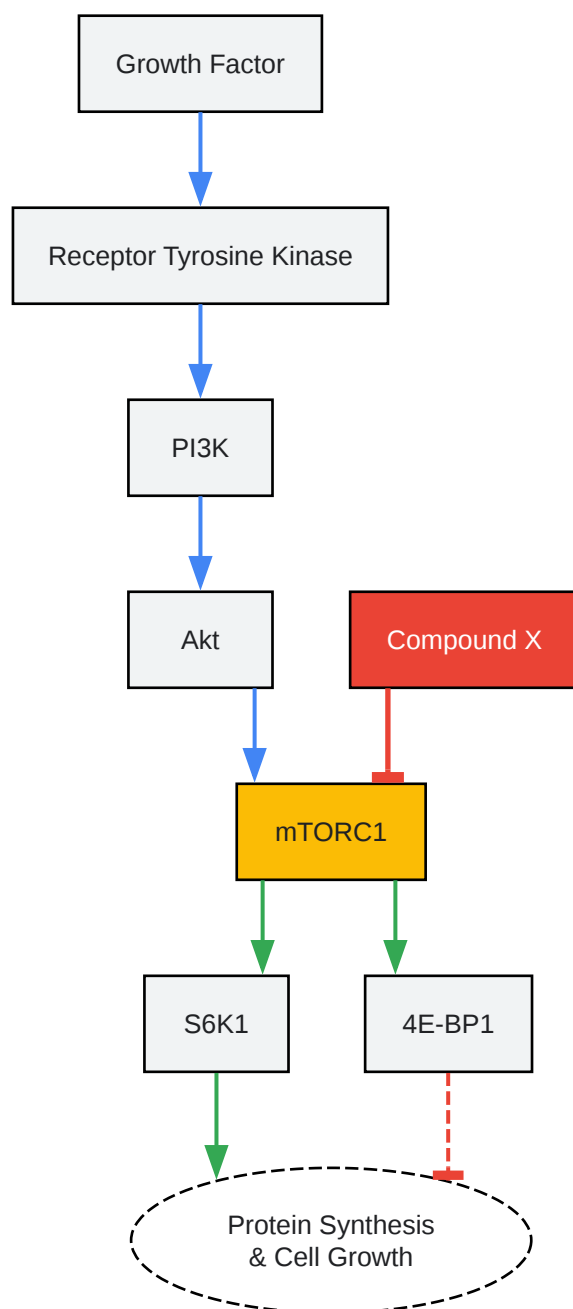 Growth Factor
Receptor Tyrosine Kinase
PI3K
Akt
Compound X
mTORC1
S6K1
4E-BP1
Protein Synthesis
& Cell Growth